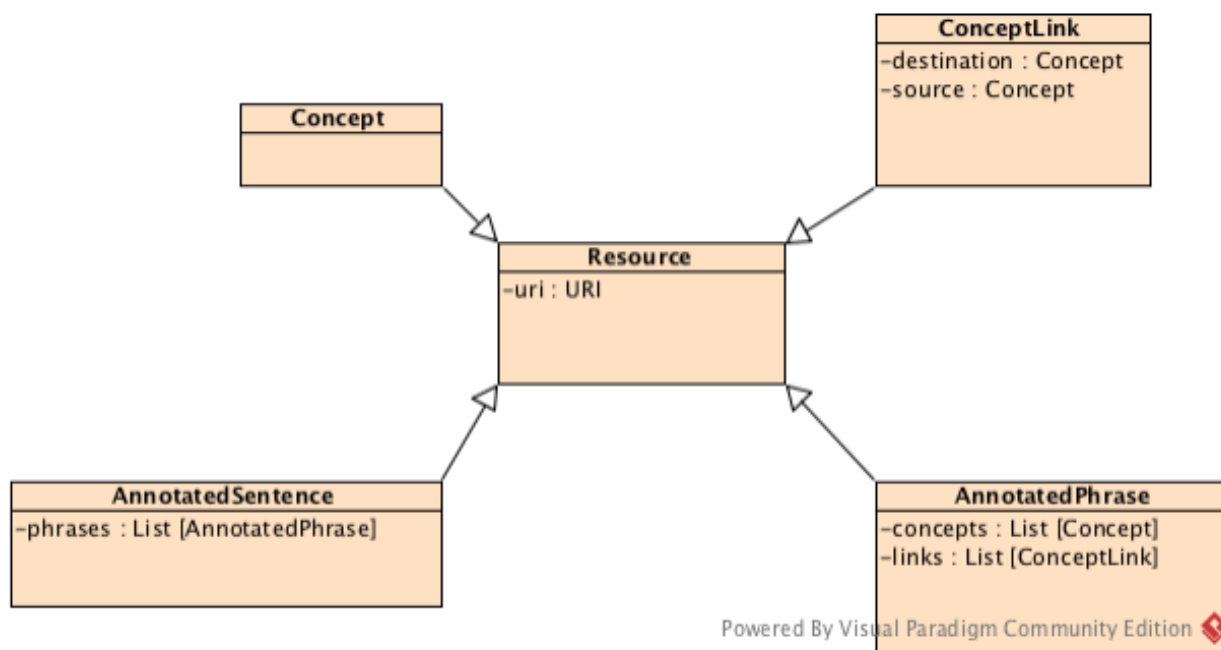 ConceptLink
-destination : Concept
-source : Concept
Concept
Resource
-uri : URI
AnnotatedSentence
-phrases : List [AnnotatedPhrase]
AnnotatedPhrase
-concepts : List [Concept]
-links : List [ConceptLink]
Powered By Visual Paradigm Community Edition